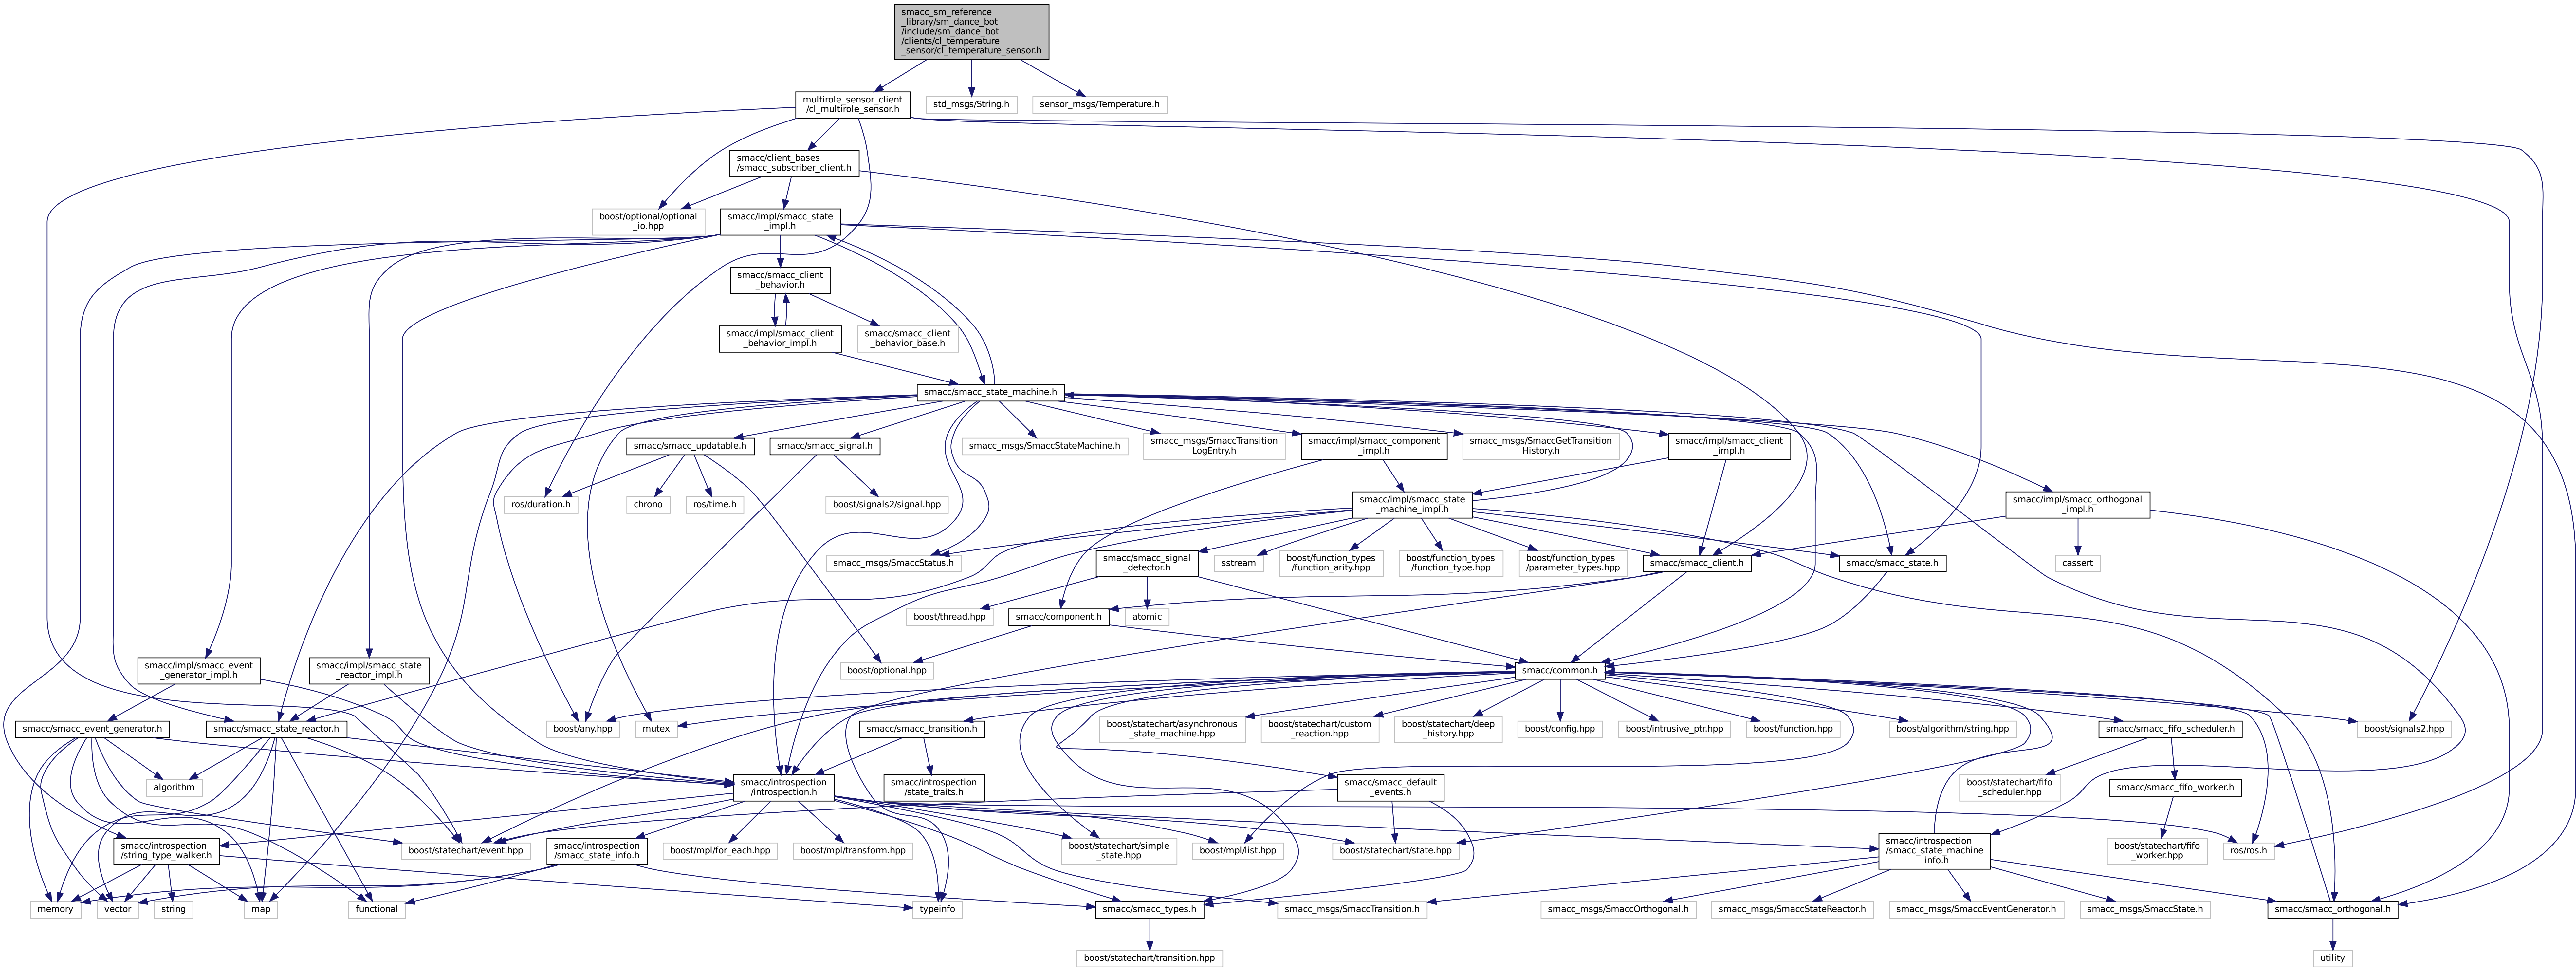 smacc_sm_reference
_library/sm_dance_bot
/include/sm_dance_bot
/clients/cl_temperature
_sensor/cl_temperature_sensor.h
multirole_sensor_client
/cl_multirole_sensor.h
std_msgs/String.h
sensor_msgs/Temperature.h
smacc/client_bases
/smacc_subscriber_client.h
boost/optional/optional
_io.hpp
smacc/impl/smacc_state
_impl.h
smacc/smacc_client
_behavior.h
smacc/impl/smacc_client
_behavior_impl.h
smacc/smacc_client
_behavior_base.h
smacc/smacc_state_machine.h
smacc/smacc_updatable.h
smacc/smacc_signal.h
smacc_msgs/SmaccStateMachine.h
smacc_msgs/SmaccTransition
LogEntry.h
smacc/impl/smacc_component
_impl.h
smacc_msgs/SmaccGetTransition
History.h
smacc/impl/smacc_client
_impl.h
ros/duration.h
chrono
ros/time.h
boost/signals2/signal.hpp
smacc/impl/smacc_state
_machine_impl.h
smacc/impl/smacc_orthogonal
_impl.h
smacc_msgs/SmaccStatus.h
smacc/smacc_signal
_detector.h
sstream
boost/function_types
/function_arity.hpp
boost/function_types
/function_type.hpp
boost/function_types
/parameter_types.hpp
smacc/smacc_client.h
smacc/smacc_state.h
cassert
boost/thread.hpp
smacc/component.h
atomic
smacc/impl/smacc_event
_generator_impl.h
smacc/impl/smacc_state
_reactor_impl.h
boost/optional.hpp
smacc/common.h
smacc/smacc_event_generator.h
smacc/smacc_state_reactor.h
boost/any.hpp
mutex
smacc/smacc_transition.h
boost/statechart/asynchronous
_state_machine.hpp
boost/statechart/custom
_reaction.hpp
boost/statechart/deep
_history.hpp
boost/config.hpp
boost/intrusive_ptr.hpp
boost/function.hpp
boost/algorithm/string.hpp
smacc/smacc_fifo_scheduler.h
boost/signals2.hpp
algorithm
smacc/introspection
/introspection.h
smacc/introspection
/state_traits.h
smacc/smacc_default
_events.h
boost/statechart/fifo
_scheduler.hpp
smacc/smacc_fifo_worker.h
smacc/introspection
/string_type_walker.h
boost/statechart/event.hpp
smacc/introspection
/smacc_state_info.h
boost/mpl/for_each.hpp
boost/mpl/transform.hpp
boost/statechart/simple
_state.hpp
boost/mpl/list.hpp
boost/statechart/state.hpp
smacc/introspection
/smacc_state_machine
_info.h
boost/statechart/fifo
_worker.hpp
ros/ros.h
memory
vector
string
map
functional
typeinfo
smacc/smacc_types.h
smacc_msgs/SmaccTransition.h
smacc_msgs/SmaccOrthogonal.h
smacc_msgs/SmaccStateReactor.h
smacc_msgs/SmaccEventGenerator.h
smacc_msgs/SmaccState.h
smacc/smacc_orthogonal.h
boost/statechart/transition.hpp
utility